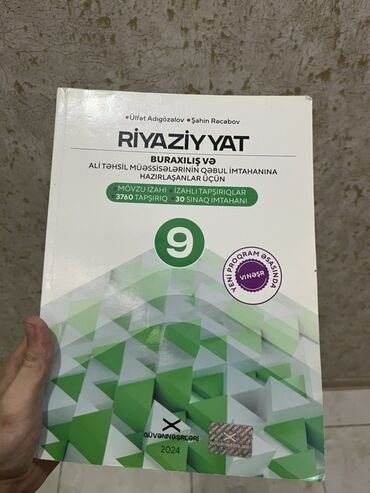 •Ülfət Adıgözəlov •Şahin Rəcəbov
RİYAZİYYAT
BURAXILIŞ VƏ
ALİ TƏHSİL MÜƏSSİSƏLƏRİNİN QƏBUL İMTAHANINA
HAZIRLAŞANLAR ÜÇÜN
•MÖVZU İZAHI •İZAHLI TAPŞIRIQLAR
•3760 TAPŞIRIQ •30 SINAQ İMTAHANI
9
YENİ PROQRAM ƏSASINDA
VI NƏŞR
GÜVƏN NƏŞRLƏRİ
2024